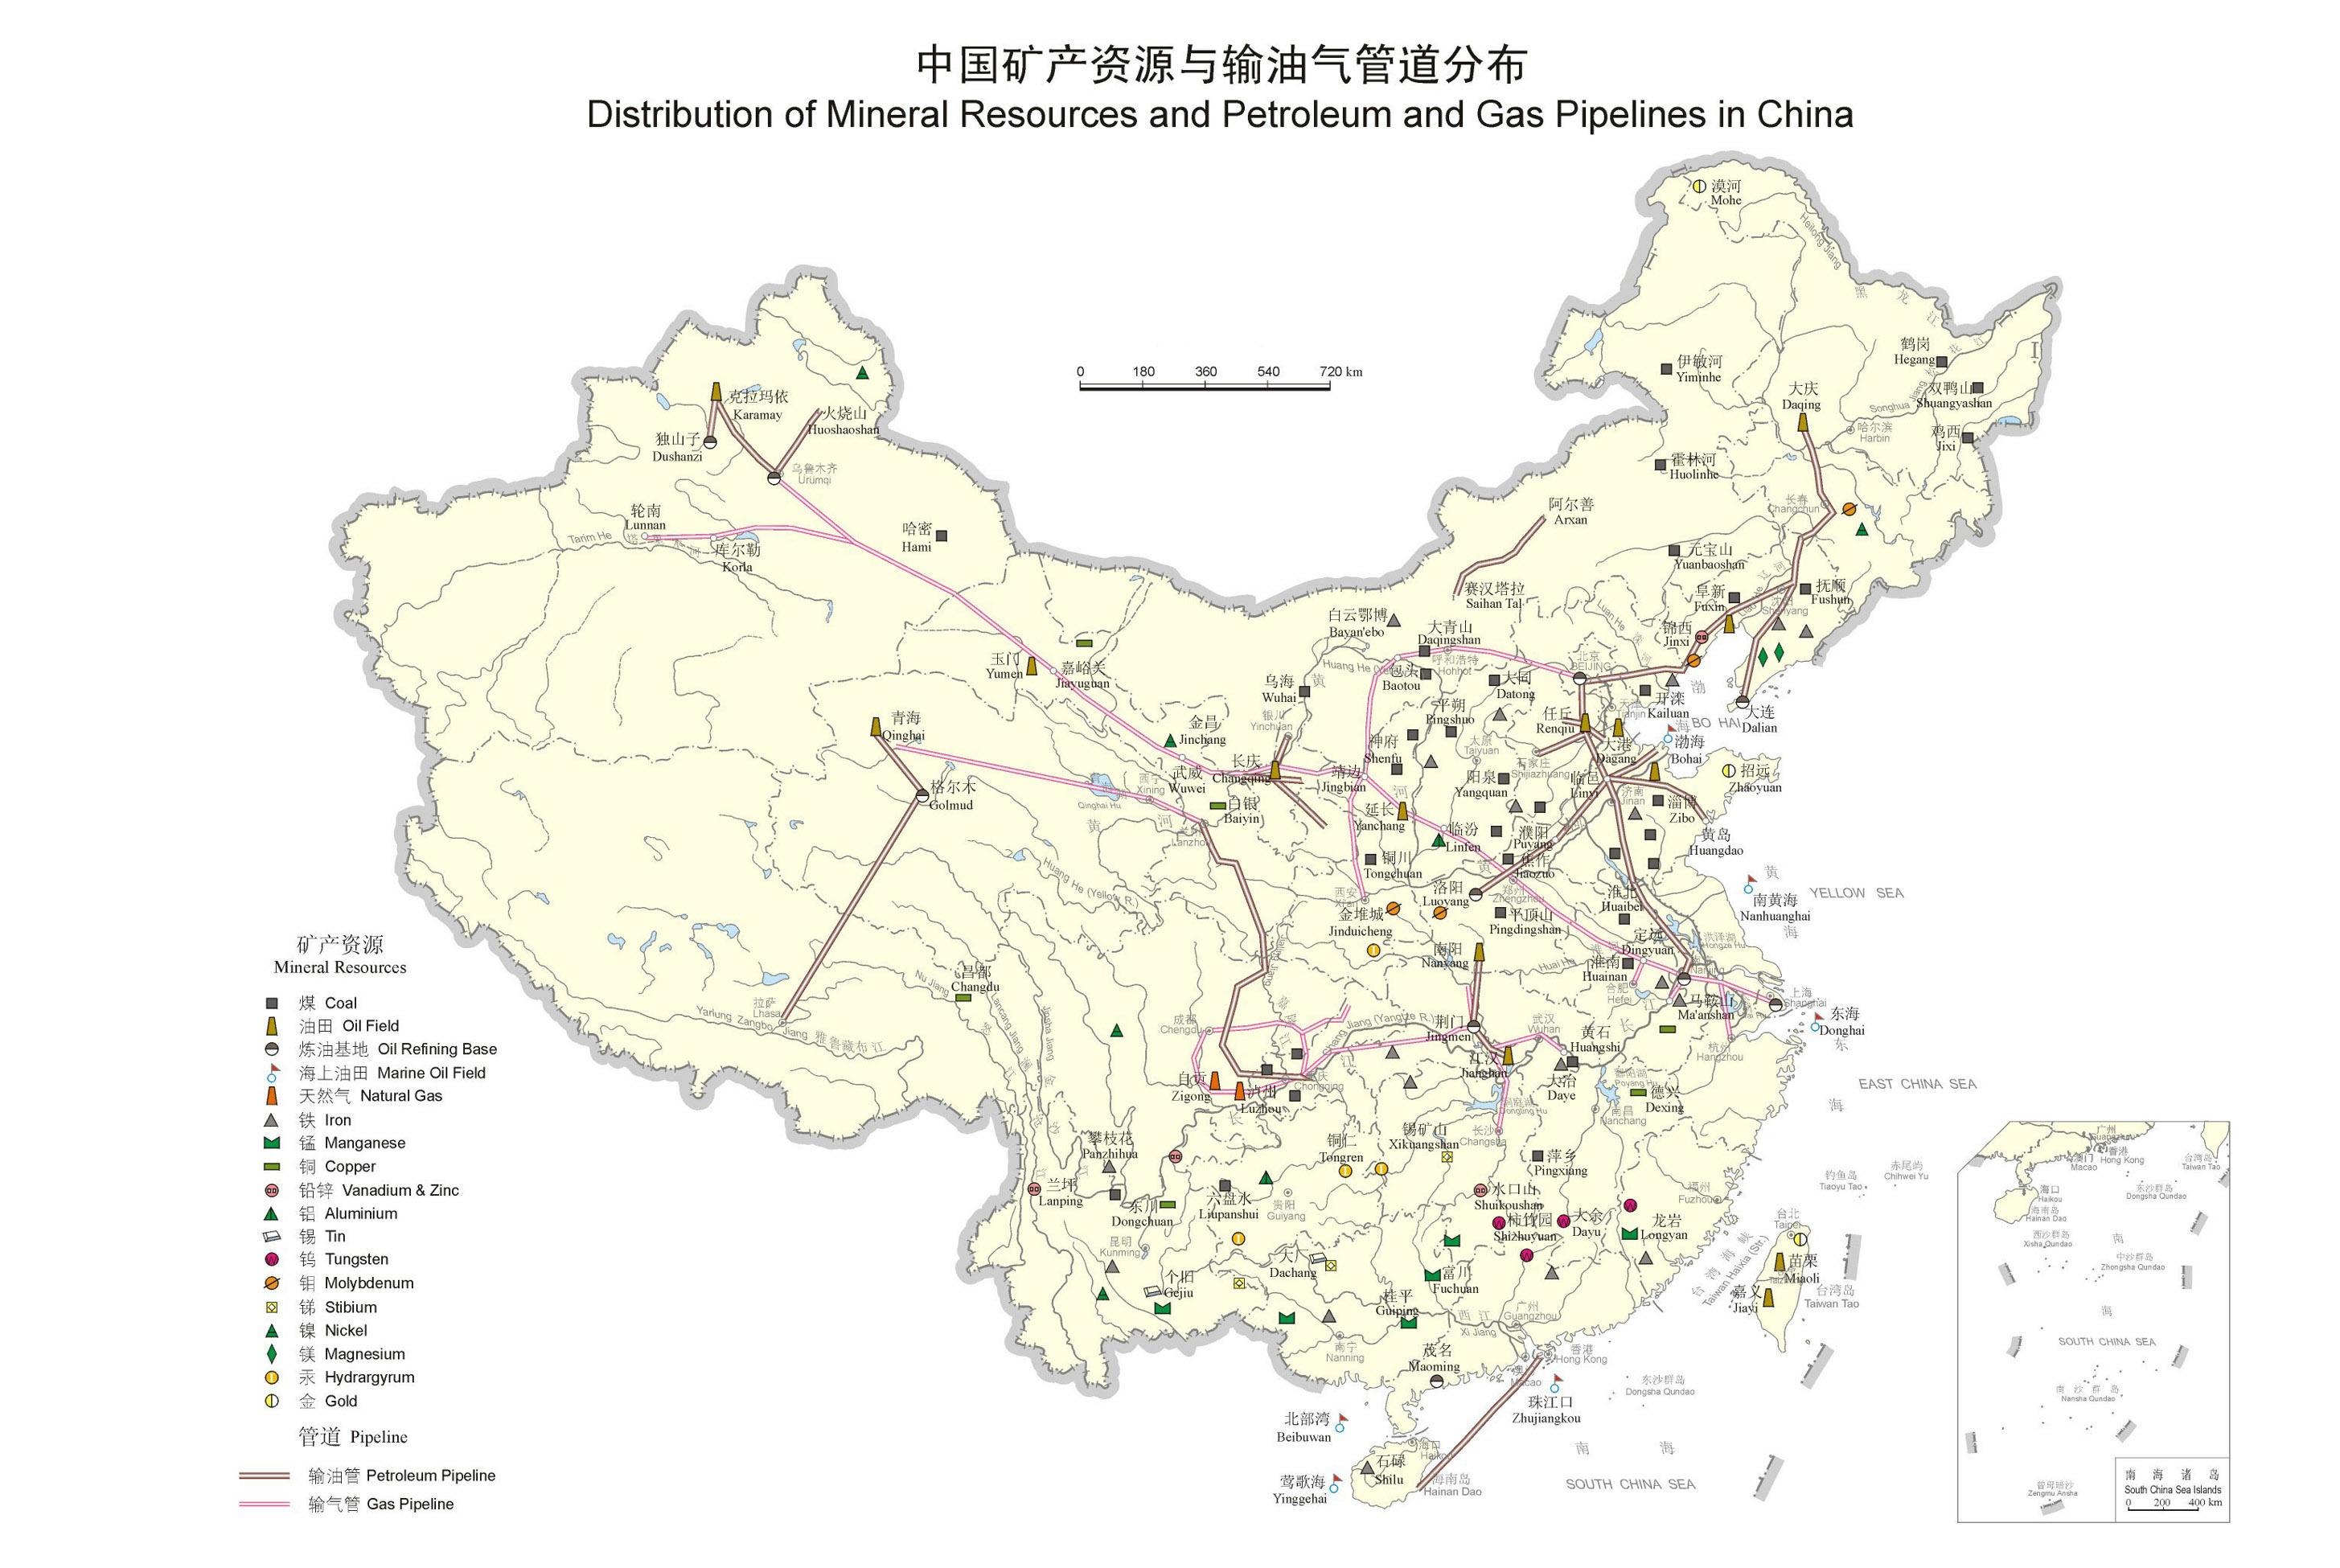 中国矿产资源与输油气管道分布
Distribution of Mineral Resources and Petroleum and Gas Pipelines in China
漠河
Mohe
Heilong Jiang
黑 龙 江
0 180 360 540 720 km
伊敏河
Yiminhe
鹤岗
Hegang
双鸭山
Shuangyashan
Songhua Jiang
大庆
Daqing
哈尔滨
Harbin
鸡西
Jixi
克拉玛依
Karamay
火烧山
Huoshaoshan
独山子
Dushanzi
乌鲁木齐
Urümqi
霍林河
Huolinhe
长春
Changchun
阿尔善
Arxan
轮南
Lunnan
Tarim He
塔 里 木 河
库尔勒
Korla
哈密
Hami
元宝山
Yuanbaoshan
阜新
Fuxin
抚顺
Fushun
沈阳
Shenyang
赛汉塔拉
Saihan Tal
Luan He
白云鄂博
Bayan'ebo
大青山
Daqingshan
锦西
Jinxi
呼和浩特
Hohhot
包头
Baotou
北京
BEIJING
玉门
Yumen
嘉峪关
Jiayuguan
乌海
Wuhai
大同
Datong
开滦
Kailuan
天津
Tianjin
渤 海
BO HAI
大连
Dalian
青海
Qinghai
金昌
Jinchang
银川
Yinchuan
平朔
Pingshuo
任丘
Renqiu
大港
Dagang
渤海
Bohai
神府
Shenfu
太原
Taiyuan
石家庄
Shijiazhuang
武威
Wuwei
长庆
Changqing
靖边
Jingbian
阳泉
Yangquan
临邑
Linyi
招远
Zhaoyuan
格尔木
Golmud
Qinghai Hu
西宁
Xining
白银
Baiyin
济南
Jinan
淄博
Zibo
延长
Yanchang
临汾
Linfen
濮阳
Puyang
黄岛
Huangdao
兰州
Lanzhou
黄 河
Huang He (Yellow R.)
铜川
Tongchuan
焦作
Jiaozuo
洛阳
Luoyang
郑州
Zhengzhou
西安
Xi'an
淮北
Huaibei
南黄海
Nanhuanghai
黄 海
YELLOW SEA
金堆城
Jinduicheng
平顶山
Pingdingshan
定远
Dingyuan
洪泽湖
Hongze Hu
南阳
Nanyang
Huai He
淮南
Huainan
南京
Nanjing
合肥
Hefei
昌都
Changdu
Nu Jiang
Lancang Jiang
Jinsha Jiang
拉萨
Lhasa
Yarlung Zangbo Jiang 雅鲁藏布江
马鞍山
Ma'anshan
上海
Shanghai
东海
Donghai
成都
Chengdu
Chang Jiang (Yangtze R.)
荆门
Jingmen
武汉
Wuhan
黄石
Huangshi
杭州
Hangzhou
东 海
EAST CHINA SEA
江汉
Jianghan
大冶
Daye
自贡
Zigong
泸州
Luzhou
重庆
Chongqing
洞庭湖
Dongting Hu
鄱阳湖
Poyang Hu
德兴
Dexing
南昌
Nanchang
长沙
Changsha
攀枝花
Panzhihua
铜仁
Tongren
锡矿山
Xikuangshan
萍乡
Pingxiang
兰坪
Lanping
东川
Dongchuan
六盘水
Liupanshui
贵阳
Guiyang
水口山
Shuikoushan
福州
Fuzhou
柿竹园
Shizhuyuan
大余
Dayu
龙岩
Longyan
昆明
Kunming
大厂
Dachang
个旧
Gejiu
富川
Fuchuan
桂平
Guiping
西江
Xi Jiang
广州
Guangzhou
南宁
Nanning
台北
Taipei
苗栗
Miaoli
嘉义
Jiayi
台湾岛
Taiwan Tao
台 湾 海 峡
Taiwan Haixia (Str.)
钓鱼岛
Tiaoyu Tao
赤尾屿
Chihwei Yu
茂名
Maoming
澳门
Macao
香港
Hong Kong
东沙群岛
Dongsha Qundao
珠江口
Zhujiangkou
北部湾
Beibuwan
海口
Haikou
石碌
Shilu
海南岛
Hainan Dao
莺歌海
Yinggehai
南 海
SOUTH CHINA SEA
矿产资源
Mineral Resources
煤 Coal
油田 Oil Field
炼油基地 Oil Refining Base
海上油田 Marine Oil Field
天然气 Natural Gas
铁 Iron
锰 Manganese
铜 Copper
铅锌 Vanadium & Zinc
铝 Aluminium
锡 Tin
钨 Tungsten
钼 Molybdenum
锑 Stibium
镍 Nickel
镁 Magnesium
汞 Hydrargyrum
金 Gold
管道 Pipeline
输油管 Petroleum Pipeline
输气管 Gas Pipeline
广州
Guangzhou
香港
Hong Kong
澳门
Macao
台湾岛
Taiwan Tao
海口
Haikou
海南岛
Hainan Dao
东沙群岛
Dongsha Qundao
西沙群岛
Xisha Qundao
中沙群岛
Zhongsha Qundao
南
海
SOUTH CHINA SEA
南沙群岛
Nansha Qundao
曾母暗沙
Zengmu Ansha
南 海 诸 岛
South China Sea Islands
0 200 400 km